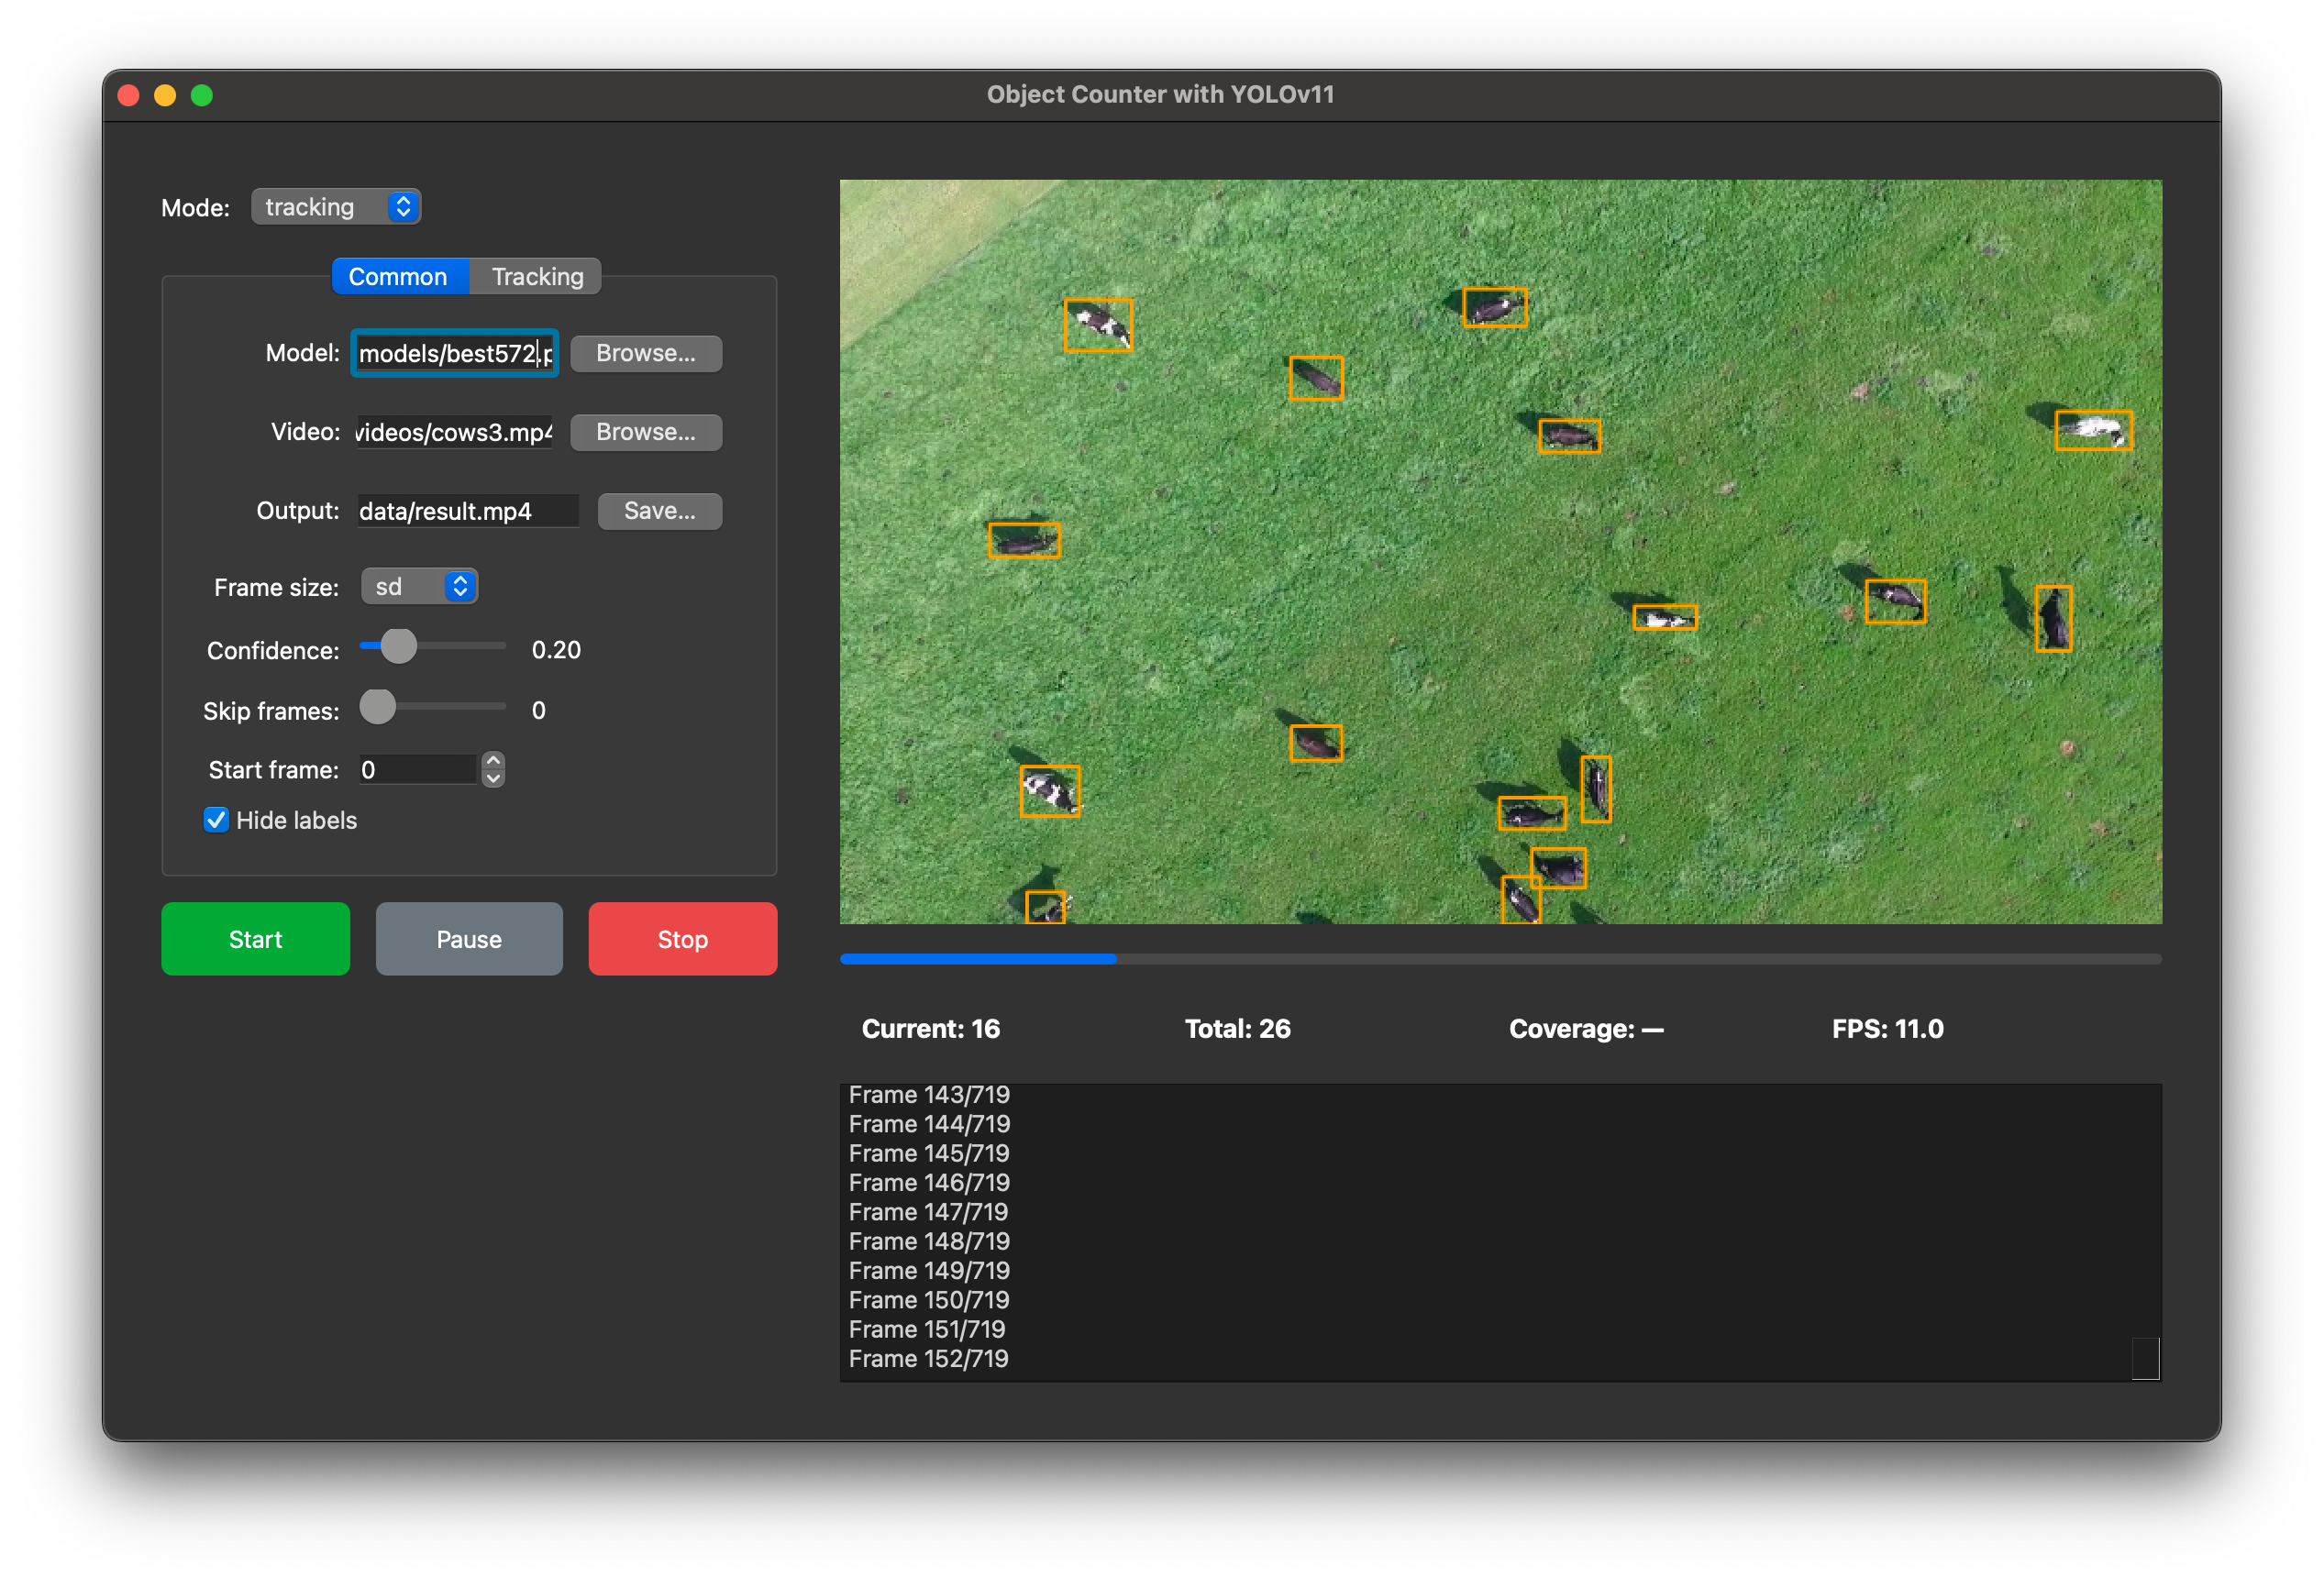 Object Counter with YOLOv11
Mode: tracking
Common Tracking
Model: models/best572.p Browse...
Video: videos/cows3.mp4 Browse...
Output: data/result.mp4 Save...
Frame size: sd
Confidence: 0.20
Skip frames: 0
Start frame: 0
Hide labels
Start Pause Stop
Current: 16 Total: 26 Coverage: — FPS: 11.0
Frame 143/719
Frame 144/719
Frame 145/719
Frame 146/719
Frame 147/719
Frame 148/719
Frame 149/719
Frame 150/719
Frame 151/719
Frame 152/719